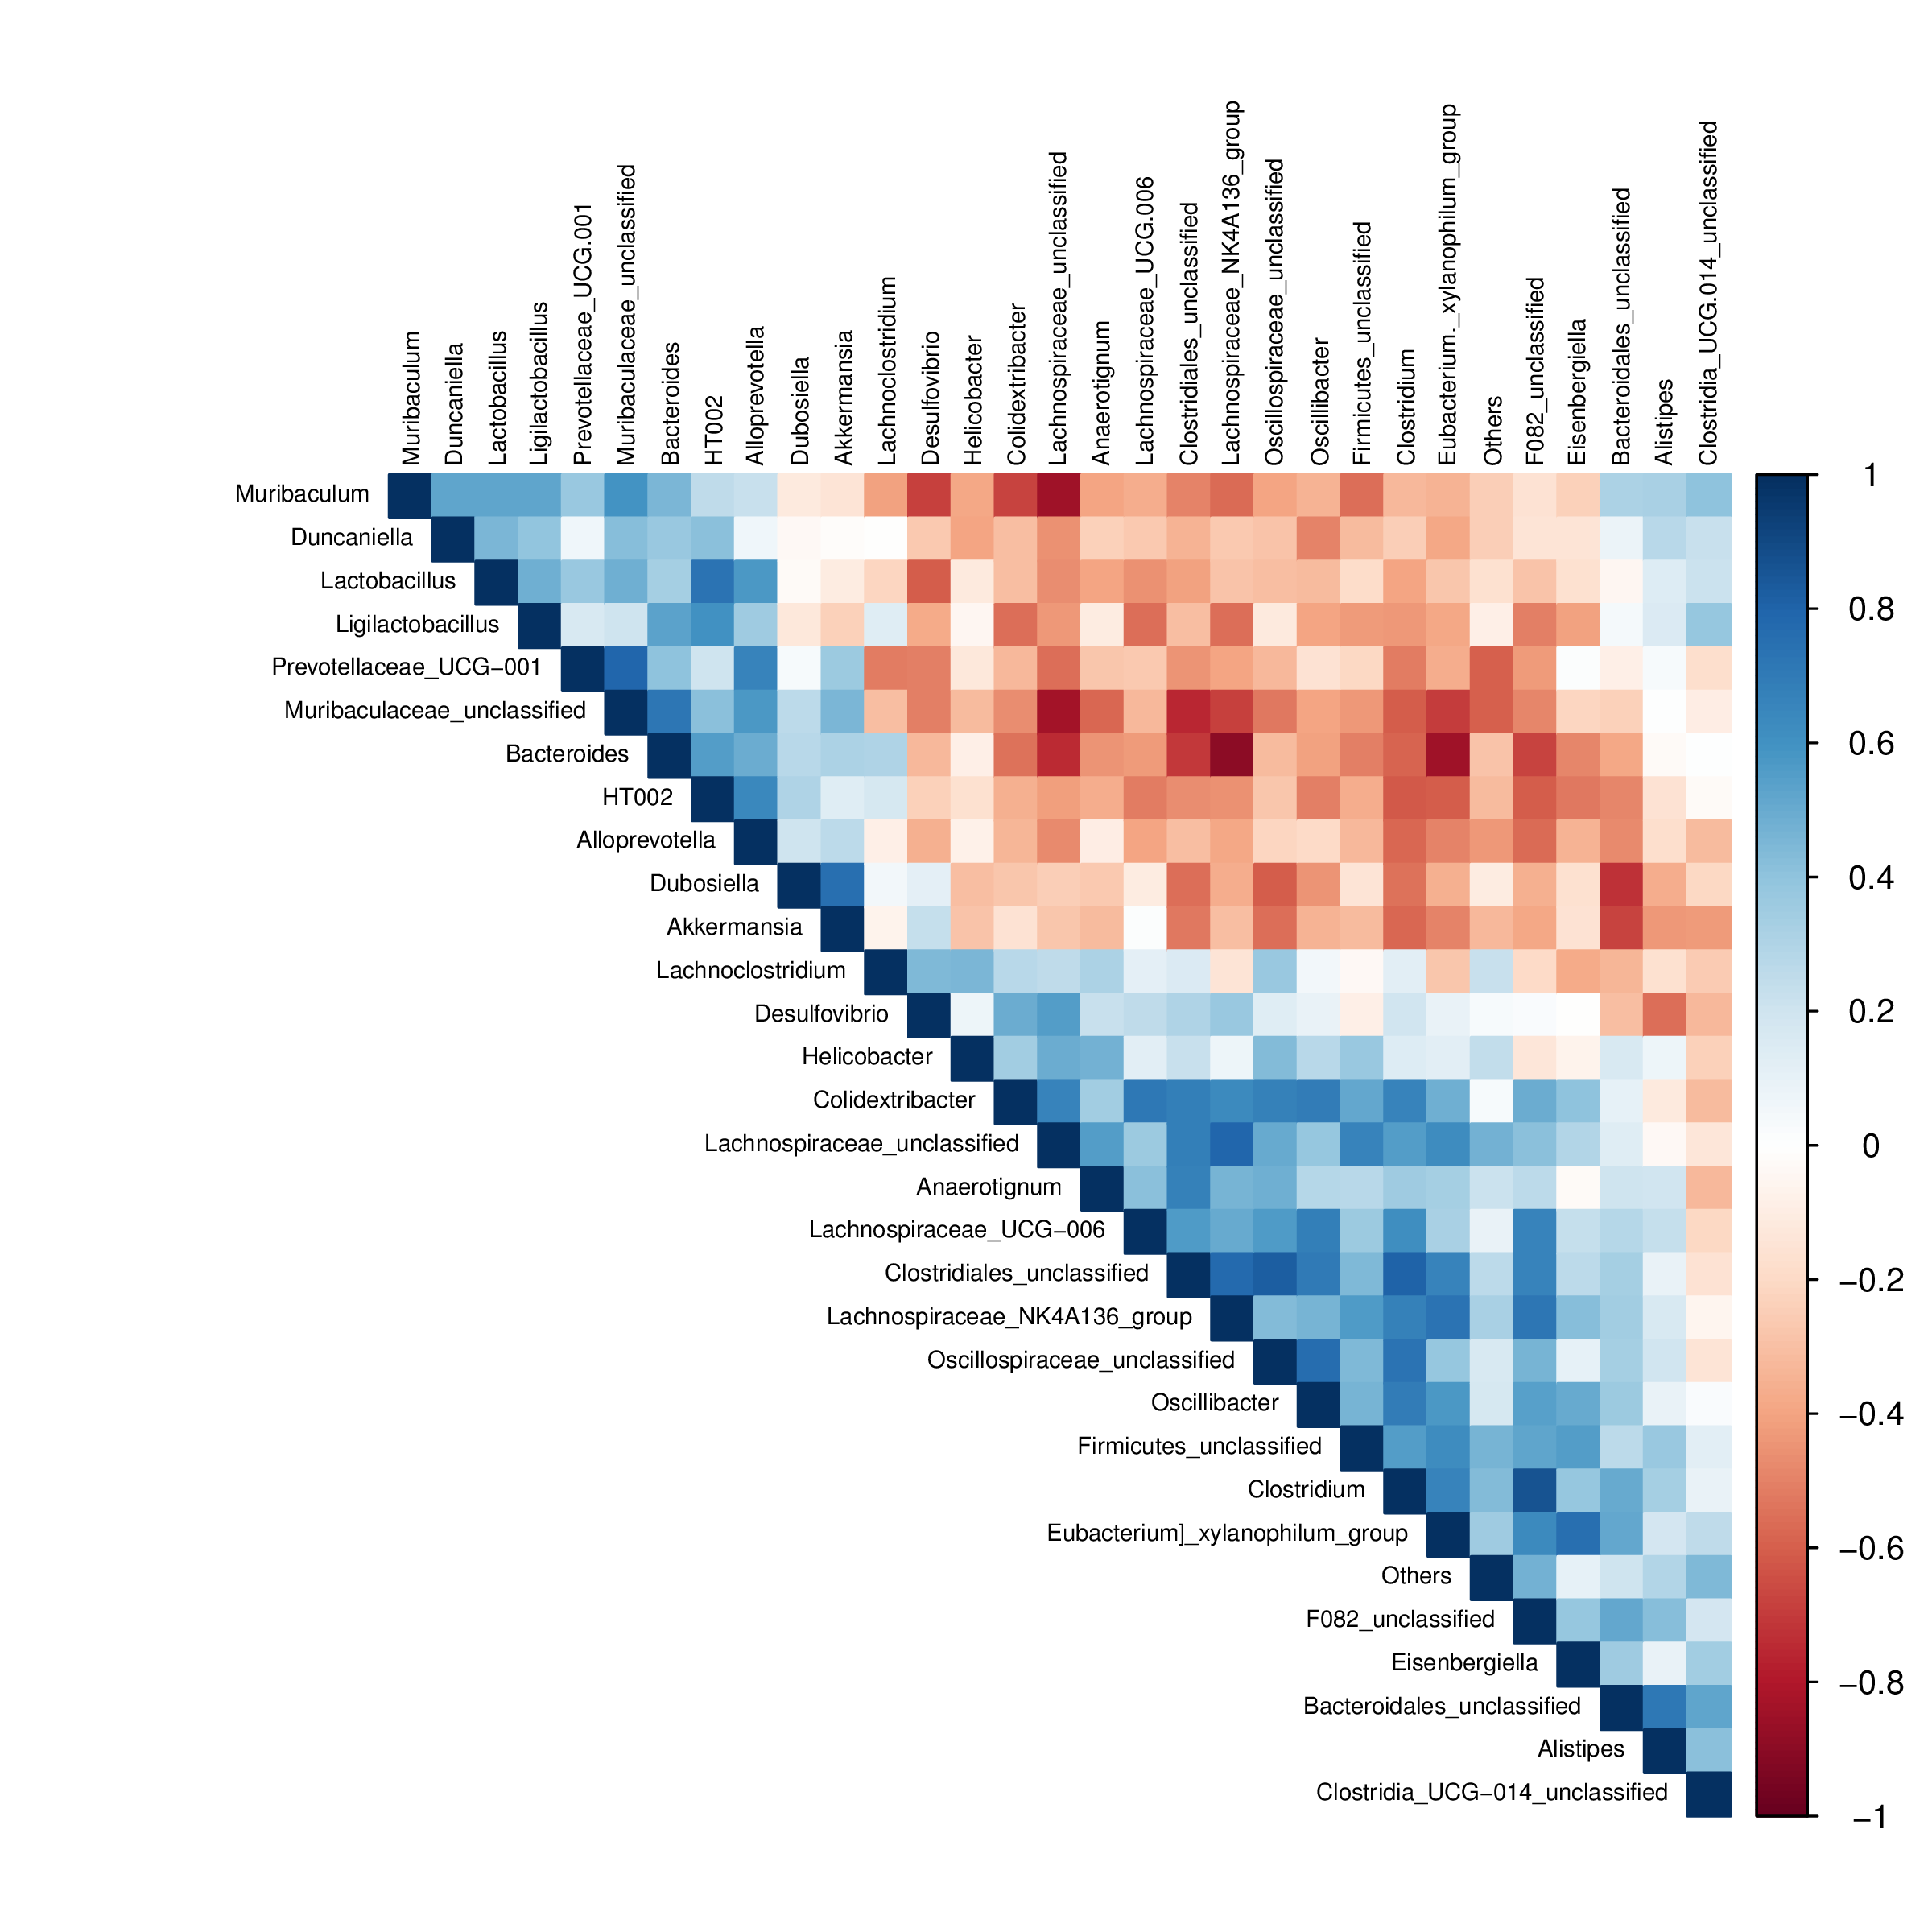 Muribaculum
Duncaniella
Lactobacillus
Ligilactobacillus
Prevotellaceae_UCG.001
Muribaculaceae_unclassified
Bacteroides
HT002
Alloprevotella
Dubosiella
Akkermansia
Lachnoclostridium
Desulfovibrio
Helicobacter
Colidextribacter
Lachnospiraceae_unclassified
Anaerotignum
Lachnospiraceae_UCG.006
Clostridiales_unclassified
Lachnospiraceae_NK4A136_group
Oscillospiraceae_unclassified
Oscillibacter
Firmicutes_unclassified
Clostridium
Eubacterium._xylanophilum_group
Others
F082_unclassified
Eisenbergiella
Bacteroidales_unclassified
Alistipes
Clostridia_UCG.014_unclassified
Muribaculum
Duncaniella
Lactobacillus
Ligilactobacillus
Prevotellaceae_UCG−001
Muribaculaceae_unclassified
Bacteroides
HT002
Alloprevotella
Dubosiella
Akkermansia
Lachnoclostridium
Desulfovibrio
Helicobacter
Colidextribacter
Lachnospiraceae_unclassified
Anaerotignum
Lachnospiraceae_UCG−006
Clostridiales_unclassified
Lachnospiraceae_NK4A136_group
Oscillospiraceae_unclassified
Oscillibacter
Firmicutes_unclassified
Clostridium
Eubacterium]_xylanophilum_group
Others
F082_unclassified
Eisenbergiella
Bacteroidales_unclassified
Alistipes
Clostridia_UCG−014_unclassified
1
0.8
0.6
0.4
0.2
0
−0.2
−0.4
−0.6
−0.8
−1